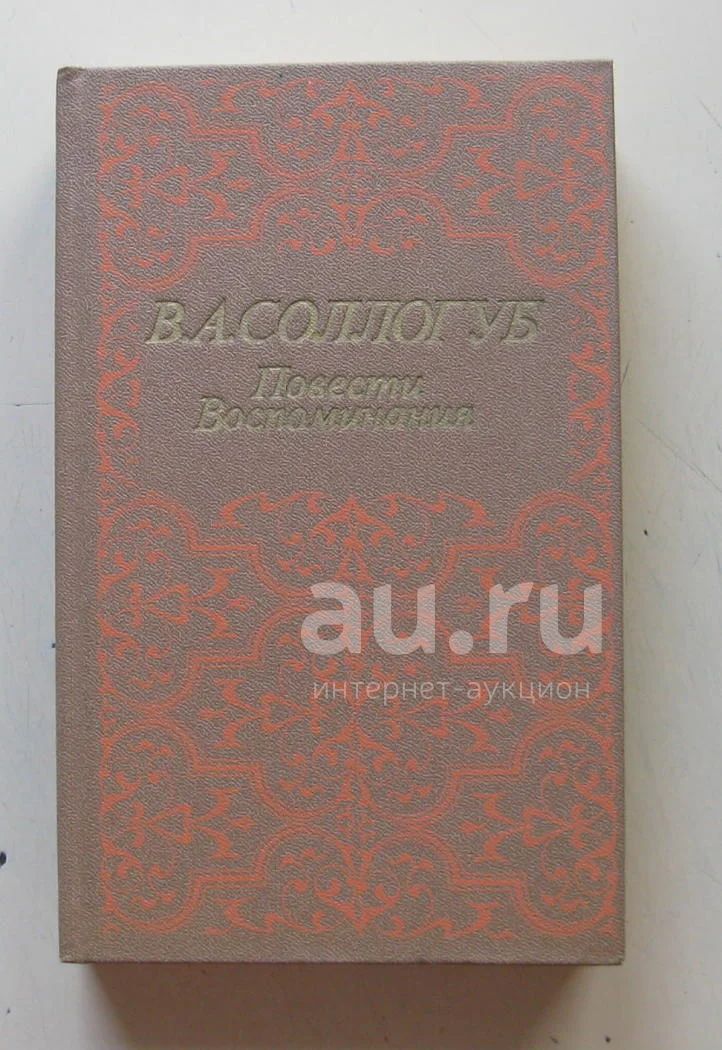 В.А.СОЛЛОГУБ
Повести
Воспоминания
au.ru
интернет-аукцион